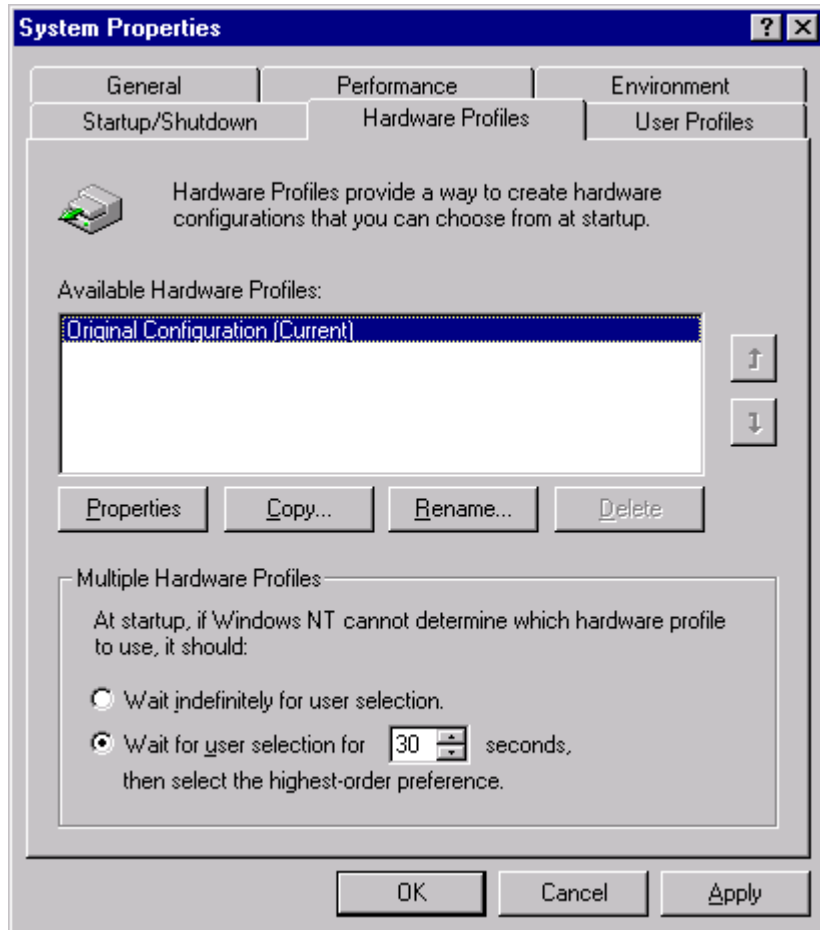 System Properties
General Performance Environment
Startup/Shutdown Hardware Profiles User Profiles
Hardware Profiles provide a way to create hardware
configurations that you can choose from at startup.
Available Hardware Profiles:
Original Configuration (Current)
Properties Copy... Rename... Delete
Multiple Hardware Profiles
At startup, if Windows NT cannot determine which hardware profile
to use, it should:
Wait indefinitely for user selection.
Wait for user selection for 30 seconds,
then select the highest-order preference.
OK Cancel Apply